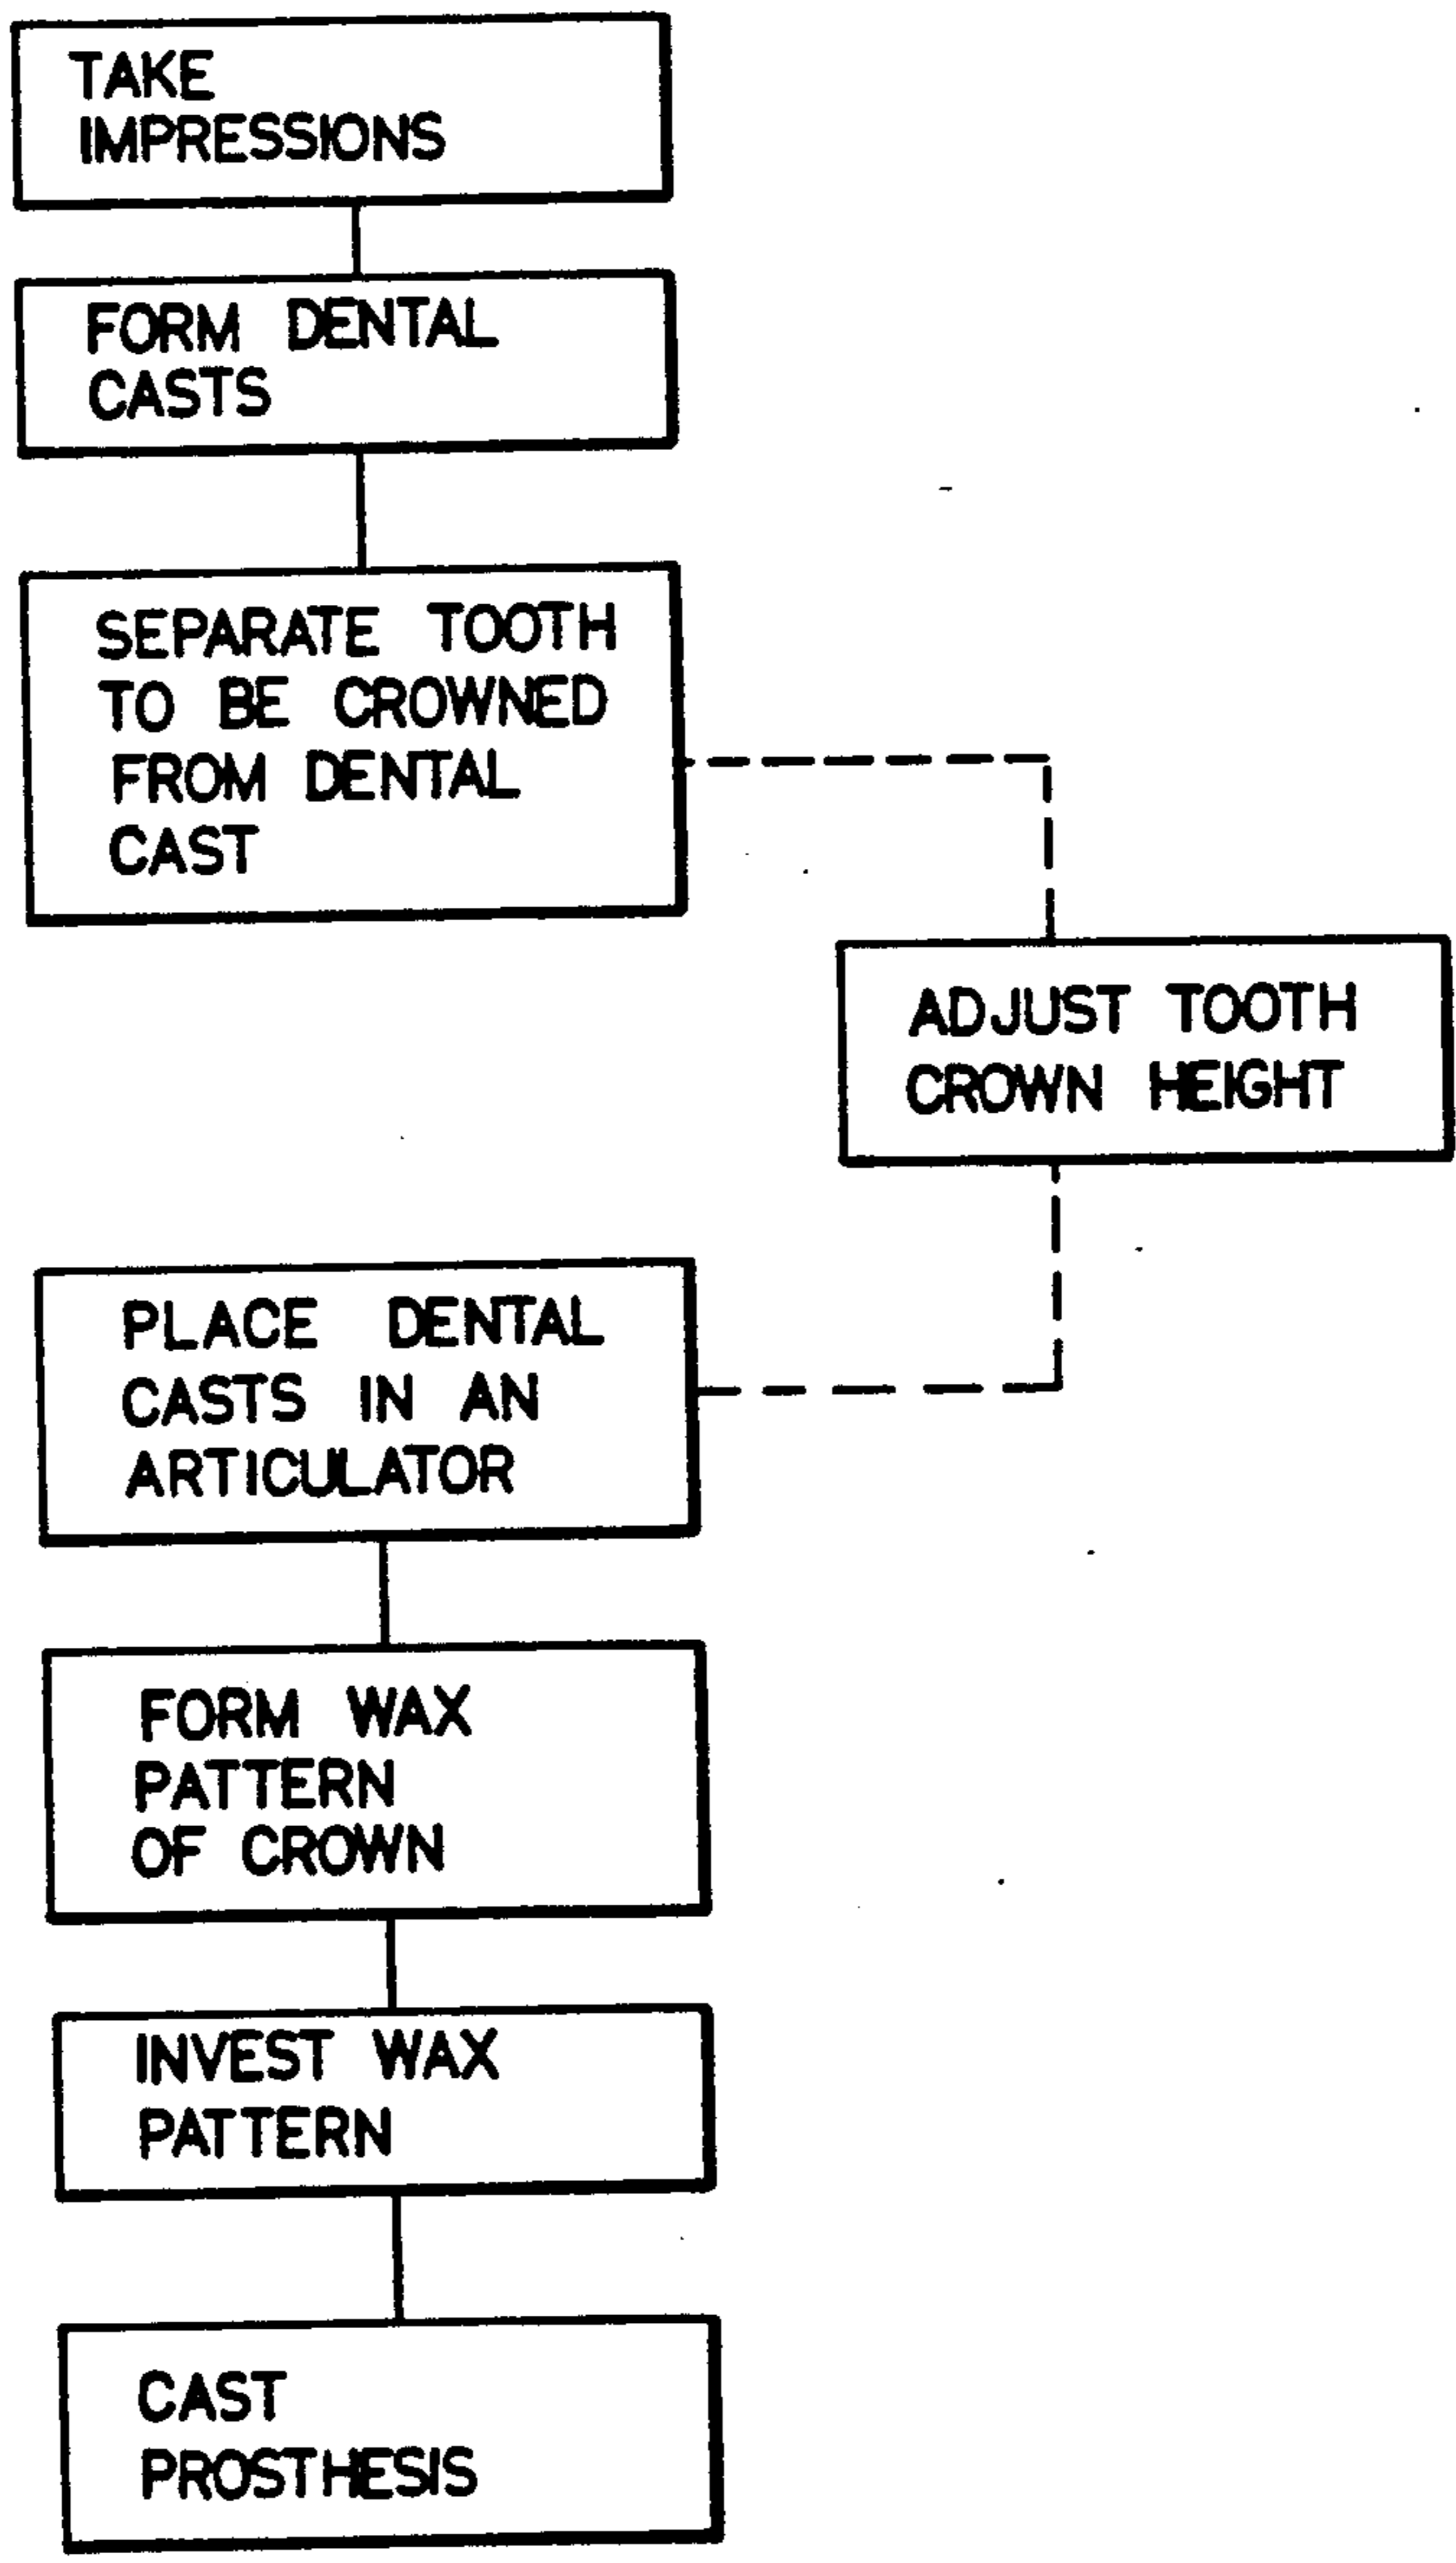 TAKE
IMPRESSIONS
FORM DENTAL
CASTS
SEPARATE TOOTH
TO BE CROWNED
FROM DENTAL
CAST
ADJUST TOOTH
CROWN HEIGHT
PLACE DENTAL
CASTS IN AN
ARTICULATOR
FORM WAX
PATTERN
OF CROWN
INVEST WAX
PATTERN
CAST
PROSTHESIS